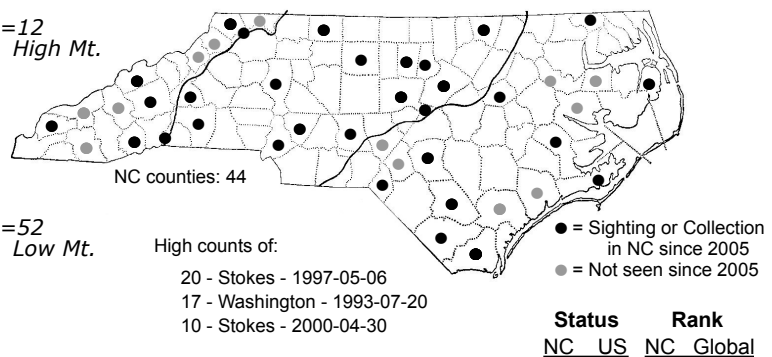 =12
High Mt.
NC counties: 44
=52
Low Mt.
High counts of:
20 - Stokes - 1997-05-06
17 - Washington - 1993-07-20
10 - Stokes - 2000-04-30
● = Sighting or Collection
in NC since 2005
● = Not seen since 2005
Status Rank
NC US NC Global